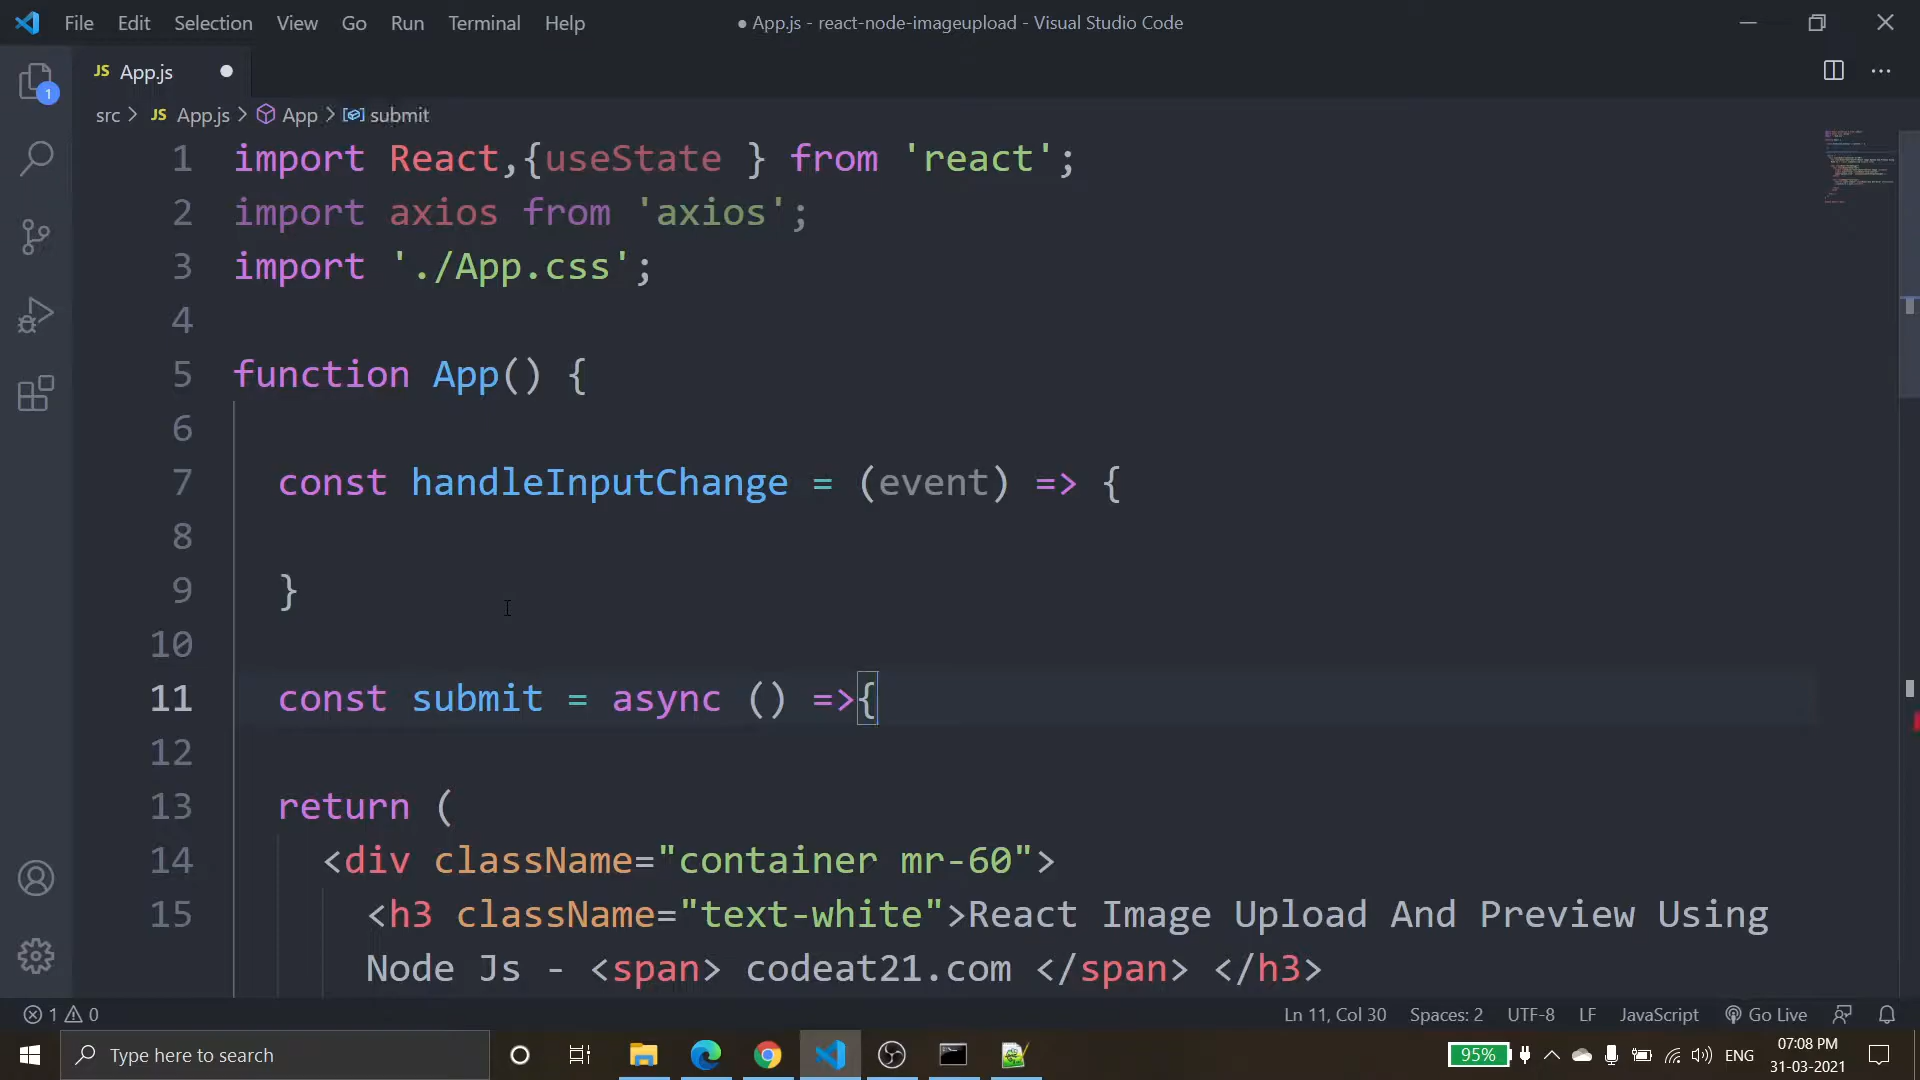 File Edit Selection View Go Run Terminal Help
● App.js - react-node-imageupload - Visual Studio Code
JS App.js
1
src > JS App.js > App > submit
1 import React,{useState } from 'react';
2 import axios from 'axios';
3 import './App.css';
4
5 function App() {
6
7 const handleInputChange = (event) => {
8
9 }
10
11 const submit = async () =>{
12
13 return (
14 <div className="container mr-60">
15 <h3 className="text-white">React Image Upload And Preview Using
Node Js - <span> codeat21.com </span> </h3>
1 0 Ln 11, Col 30 Spaces: 2 UTF-8 LF JavaScript Go Live
Type here to search
95% ENG 07:08 PM
31-03-2021